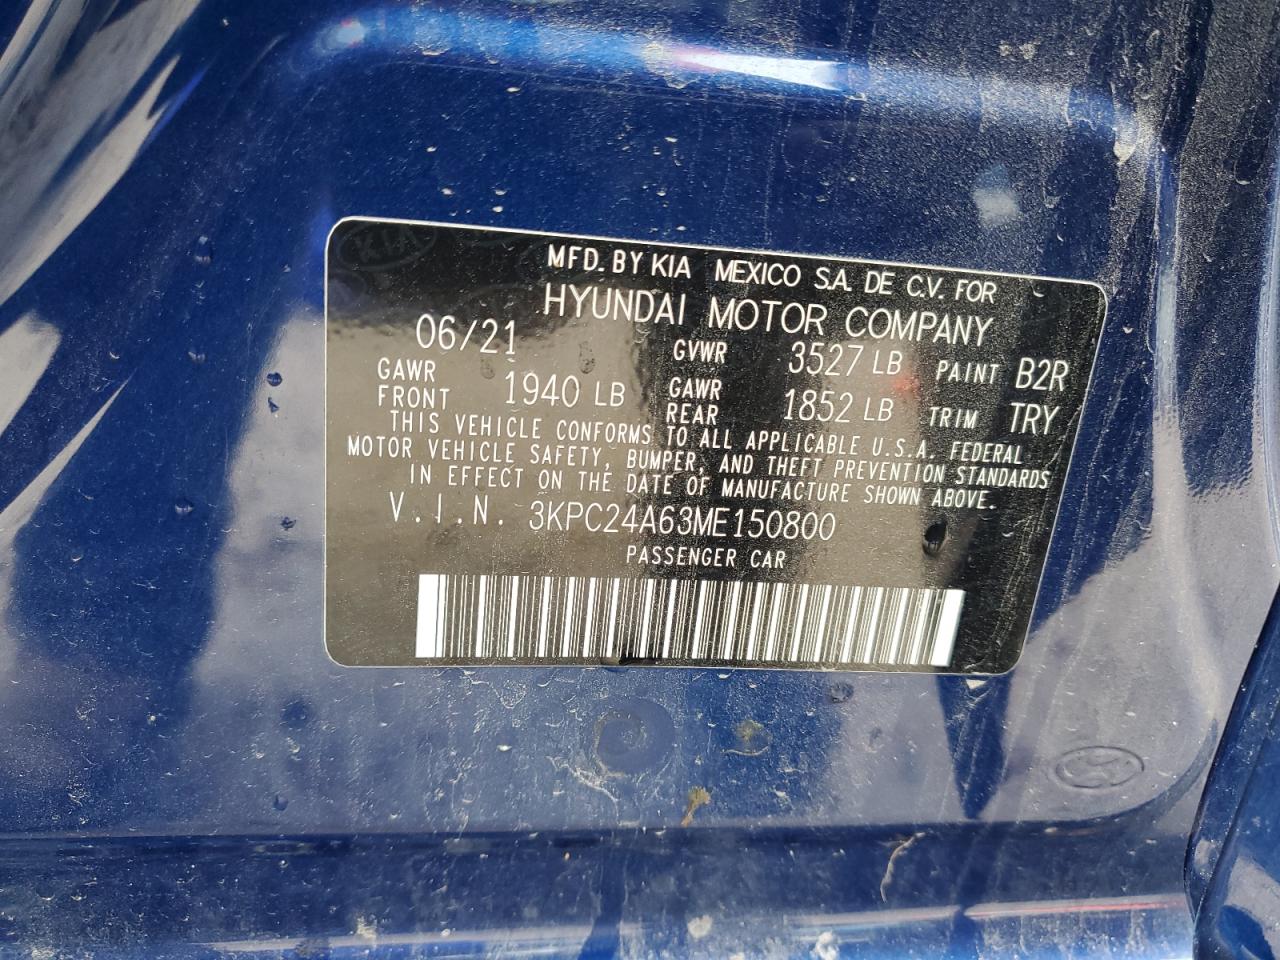 KIA
MFD. BY KIA MEXICO S.A. DE C.V. FOR
HYUNDAI MOTOR COMPANY
06/21 GVWR 3527 LB PAINT B2R
GAWR FRONT 1940 LB GAWR REAR 1852 LB TRIM TRY
THIS VEHICLE CONFORMS TO ALL APPLICABLE U.S.A. FEDERAL
MOTOR VEHICLE SAFETY, BUMPER, AND THEFT PREVENTION STANDARDS
IN EFFECT ON THE DATE OF MANUFACTURE SHOWN ABOVE.
V.I.N. 3KPC24A63ME150800
PASSENGER CAR